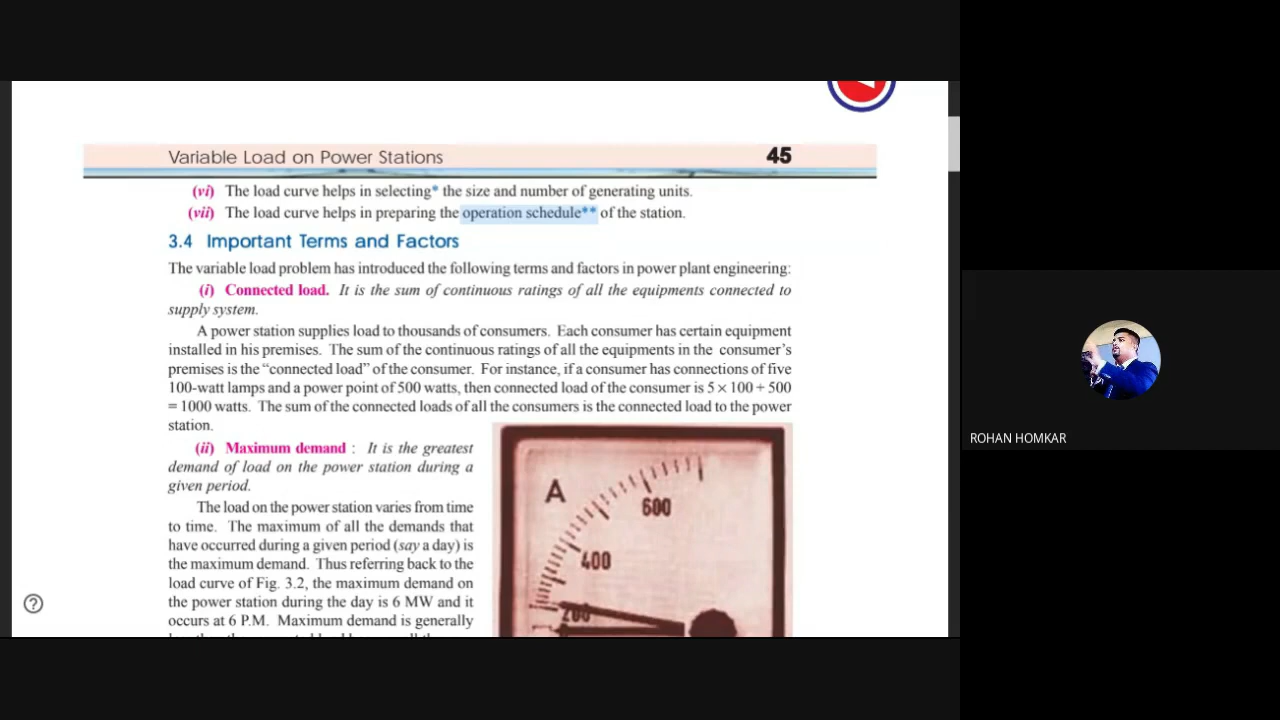 Variable Load on Power Stations 45
(vi) The load curve helps in selecting* the size and number of generating units.
(vii) The load curve helps in preparing the operation schedule** of the station.
3.4 Important Terms and Factors
The variable load problem has introduced the following terms and factors in power plant engineering:
(i) Connected load. It is the sum of continuous ratings of all the equipments connected to
supply system.
A power station supplies load to thousands of consumers. Each consumer has certain equipment
installed in his premises. The sum of the continuous ratings of all the equipments in the consumer's
premises is the “connected load” of the consumer. For instance, if a consumer has connections of five
100-watt lamps and a power point of 500 watts, then connected load of the consumer is 5 × 100 + 500
= 1000 watts. The sum of the connected loads of all the consumers is the connected load to the power
station.
(ii) Maximum demand : It is the greatest
demand of load on the power station during a
given period.
The load on the power station varies from time
to time. The maximum of all the demands that
have occurred during a given period (say a day) is
the maximum demand. Thus referring back to the
load curve of Fig. 3.2, the maximum demand on
the power station during the day is 6 MW and it
occurs at 6 P.M. Maximum demand is generally
A
600
400
200
ROHAN HOMKAR